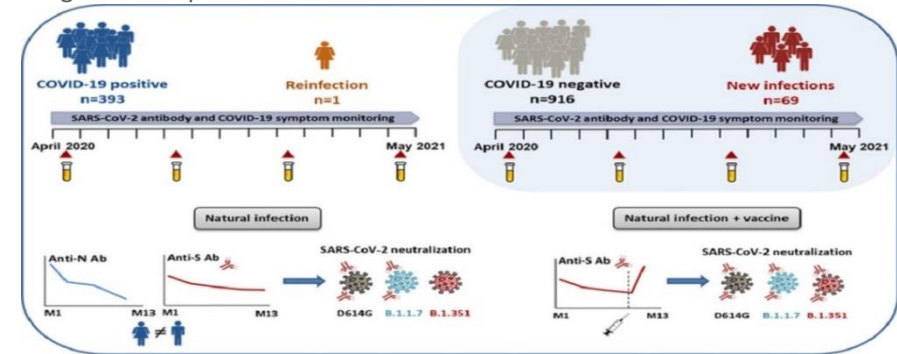 COVID-19 positive
n=393
Reinfection
n=1
SARS-CoV-2 antibody and COVID-19 symptom monitoring
April 2020
May 2021
COVID-19 negative
n=916
New infections
n=69
SARS-CoV-2 antibody and COVID-19 symptom monitoring
April 2020
May 2021
Natural infection
Anti-N Ab
M1
M13
Anti-S Ab
M1
M13
SARS-CoV-2 neutralization
D614G B.1.1.7 B.1.351
Natural infection + vaccine
Anti-S Ab
M1
M13
SARS-CoV-2 neutralization
D614G B.1.1.7 B.1.351